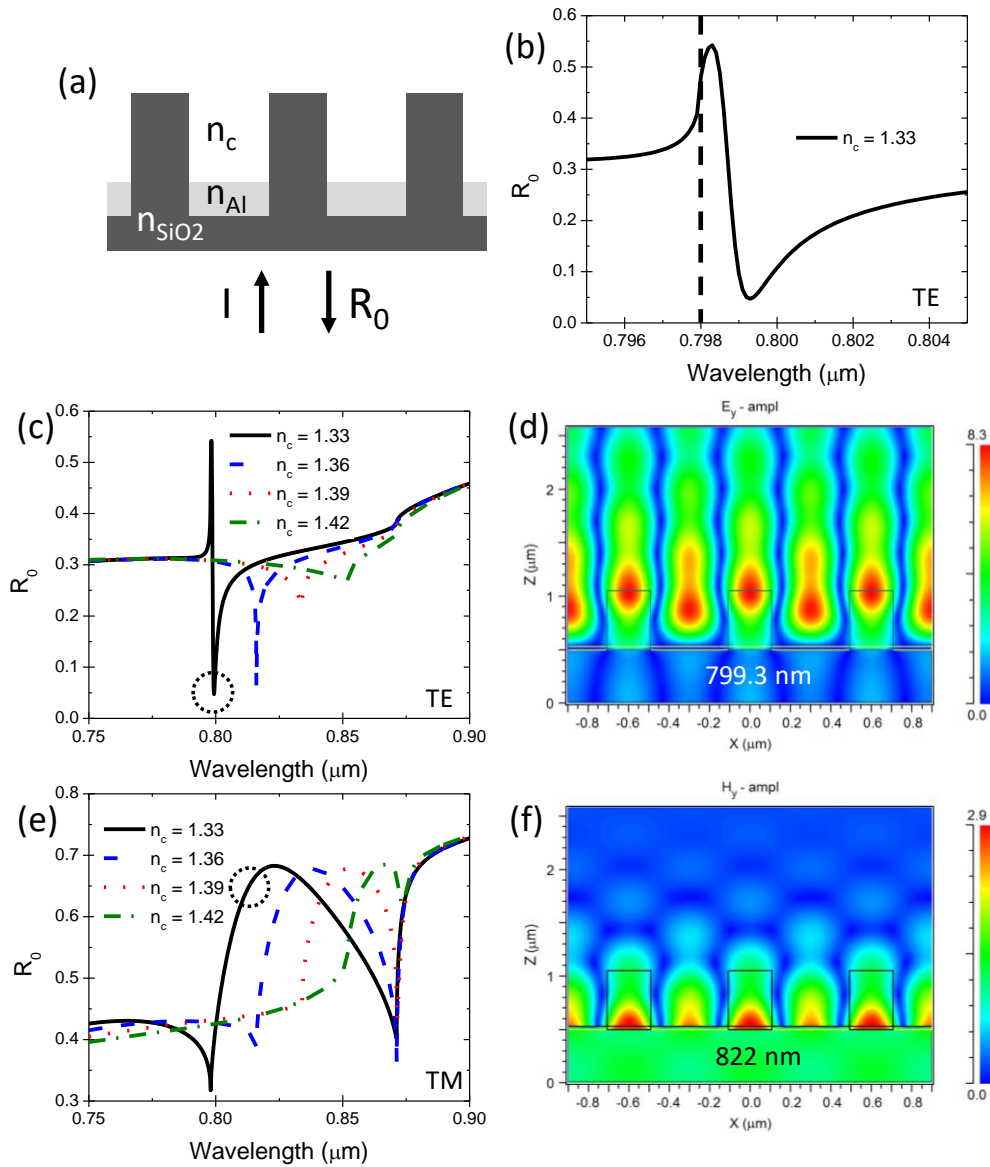 (a)
n_c
n_Al
n_SiO2
I
R_0
(b)
0.6
0.5
0.4
0.3
0.2
0.1
0.0
R_0
n_c = 1.33
TE
0.796 0.798 0.800 0.802 0.804
Wavelength (μm)
(c)
0.6
0.5
0.4
0.3
0.2
0.1
0.0
R_0
n_c = 1.33
n_c = 1.36
n_c = 1.39
n_c = 1.42
TE
0.75 0.80 0.85 0.90
Wavelength (μm)
(d)
E_y - ampl
8.3
0.0
2
1
0
Z (μm)
799.3 nm
-0.8 -0.6 -0.4 -0.2 0.0 0.2 0.4 0.6 0.8
X (μm)
(e)
0.8
0.7
0.6
0.5
0.4
0.3
R_0
n_c = 1.33
n_c = 1.36
n_c = 1.39
n_c = 1.42
TM
0.75 0.80 0.85 0.90
Wavelength (μm)
(f)
H_y - ampl
2.9
0.0
2
1
0
Z (μm)
822 nm
-0.8 -0.6 -0.4 -0.2 0.0 0.2 0.4 0.6 0.8
X (μm)